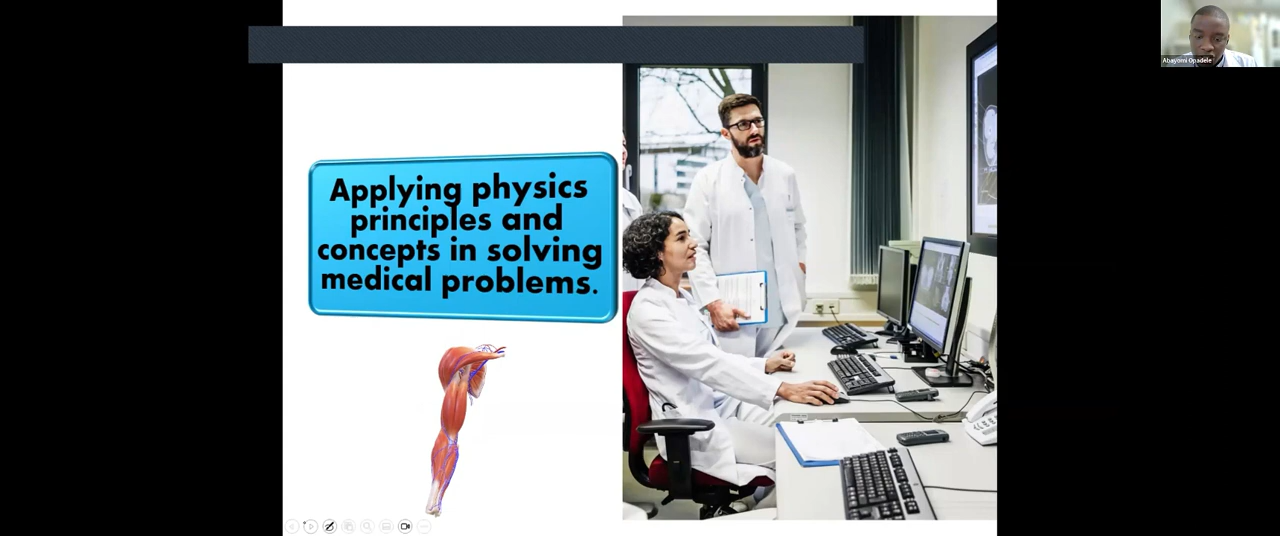 Applying physics
principles and
concepts in solving
medical problems.
Abayomi Opadele